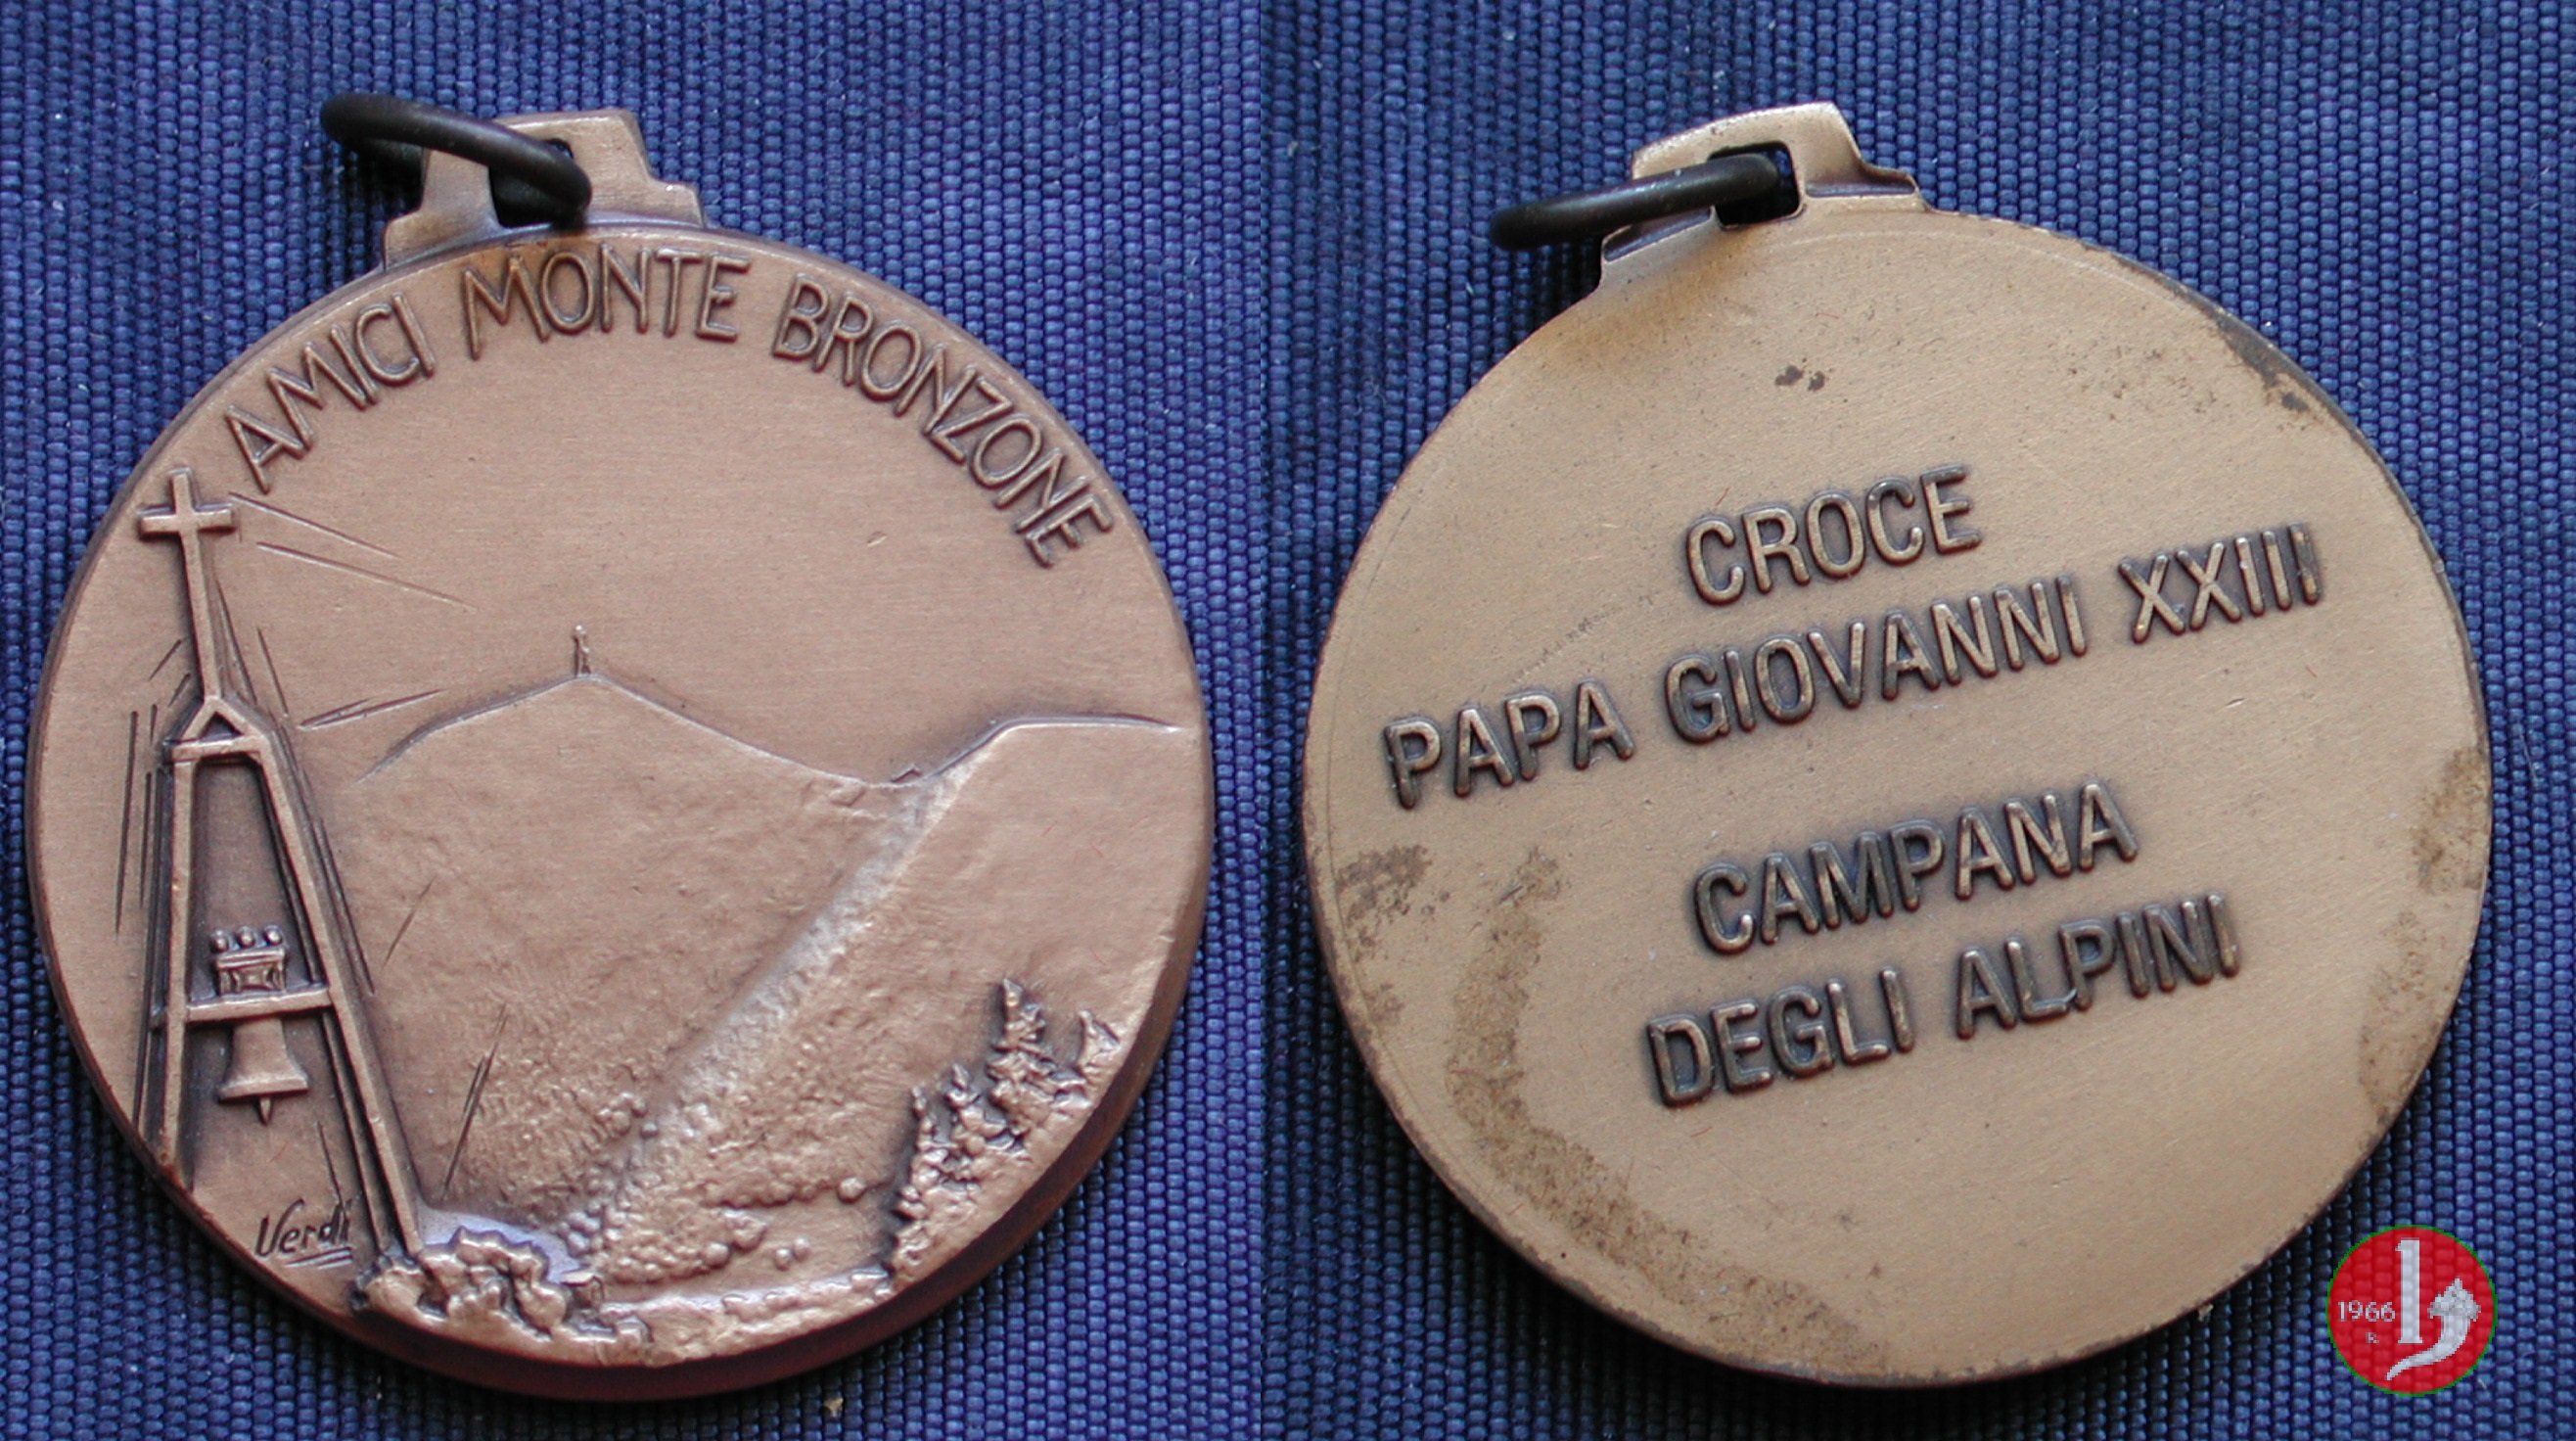 AMICI MONTE BRONZONE
Verdi
CROCE
PAPA GIOVANNI XXIII
CAMPANA
DEGLI ALPINI
1966
R